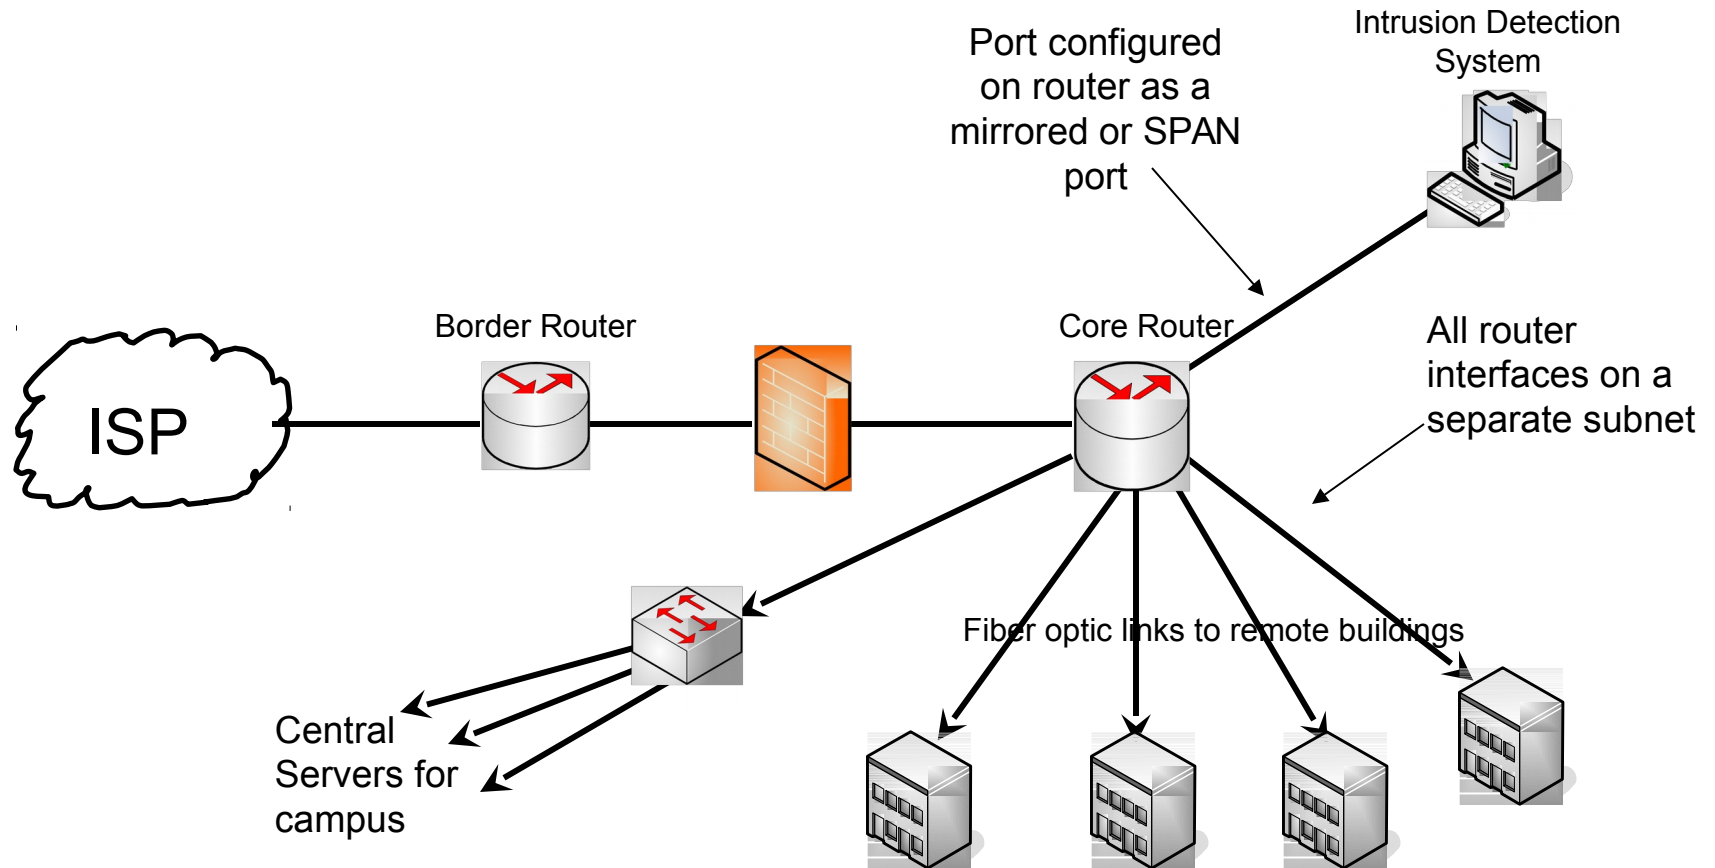 Intrusion Detection
System
Port configured
on router as a
mirrored or SPAN
port
Border Router
Core Router
All router
interfaces on a
separate subnet
ISP
Fiber optic links to remote buildings
Central
Servers for
campus